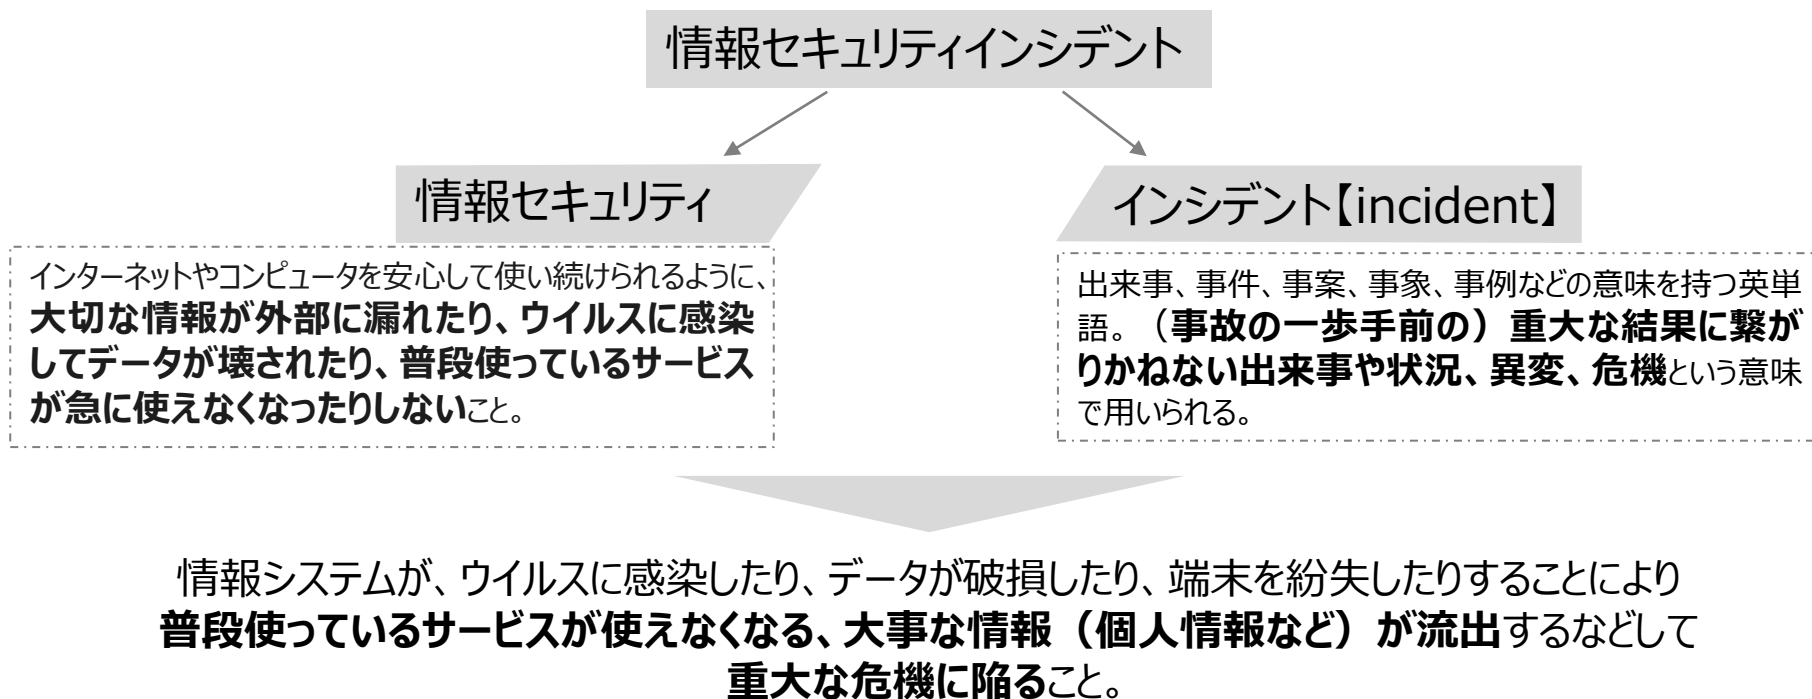 情報セキュリティインシデント
情報セキュリティ
インターネットやコンピュータを安心して使い続けられるように、
大切な情報が外部に漏れたり、ウイルスに感染
してデータが壊されたり、普段使っているサービス
が急に使えなくなったりしないこと。
インシデント【incident】
出来事、事件、事案、事象、事例などの意味を持つ英単
語。（事故の一歩手前の）重大な結果に繋が
りかねない出来事や状況、異変、危機という意味
で用いられる。
情報システムが、ウイルスに感染したり、データが破損したり、端末を紛失したりすることにより
普段使っているサービスが使えなくなる、大事な情報（個人情報など）が流出するなどして
重大な危機に陥ること。